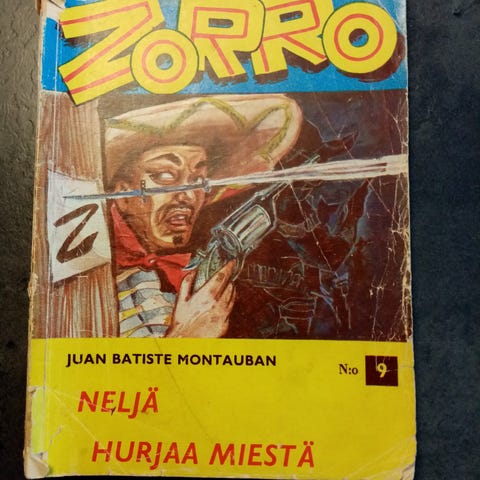 ZORRO
Z
JUAN BATISTE MONTAUBAN
N:o 9
NELJÄ
HURJAA MIESTÄ